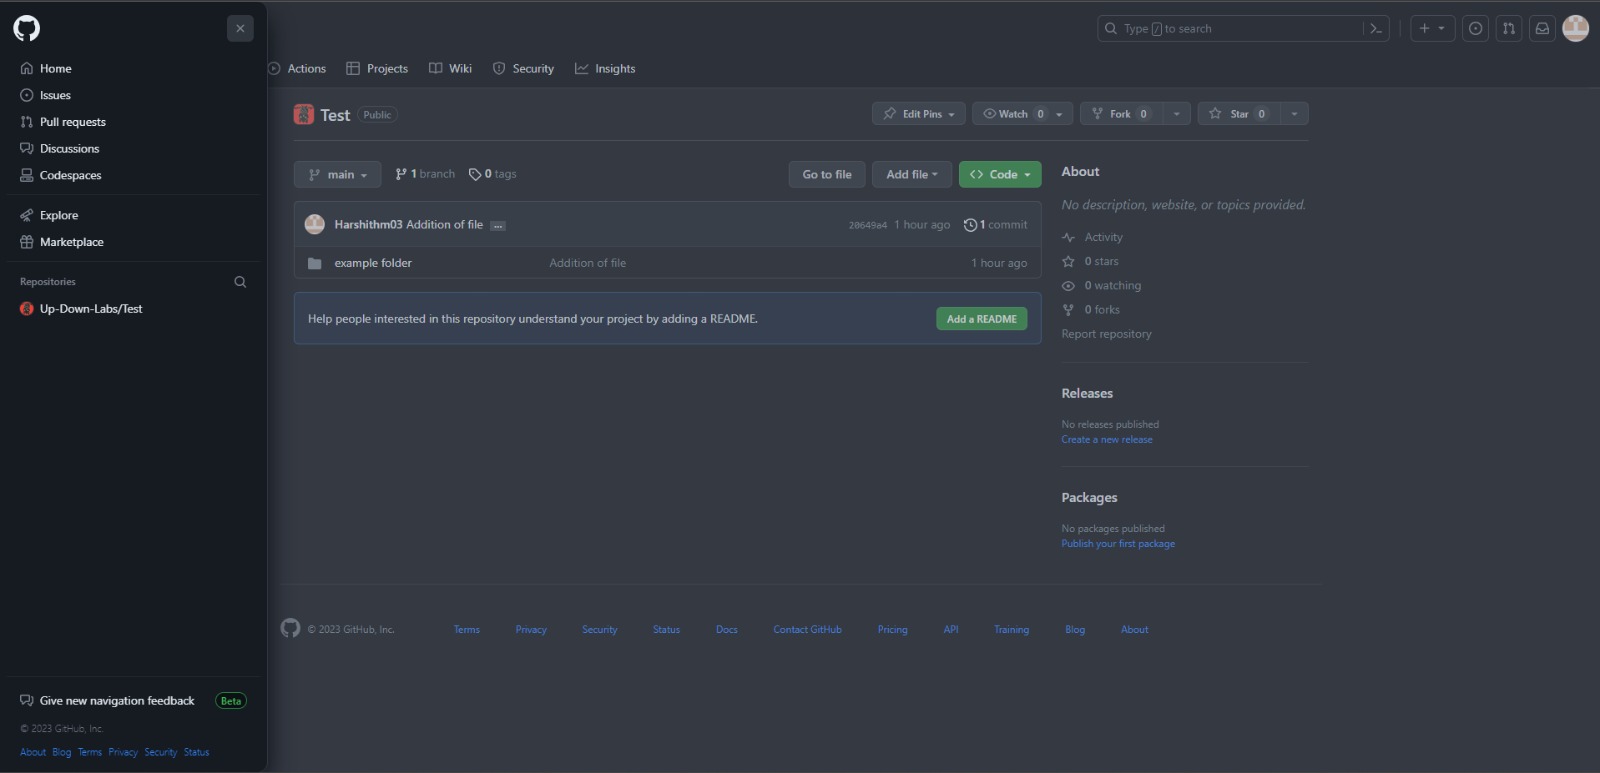 Type / to search
Home
Issues
Pull requests
Discussions
Codespaces
Explore
Marketplace
Repositories
Up-Down-Labs/Test
Give new navigation feedback Beta
© 2023 GitHub, Inc.
About Blog Terms Privacy Security Status
Actions Projects Wiki Security Insights
Test Public
Edit Pins Watch 0 Fork 0 Star 0
main 1 branch 0 tags Go to file Add file Code
Harshithm03 Addition of file ... 20649a4 1 hour ago 1 commit
example folder Addition of file 1 hour ago
Help people interested in this repository understand your project by adding a README. Add a README
About
No description, website, or topics provided.
Activity
0 stars
0 watching
0 forks
Report repository
Releases
No releases published
Create a new release
Packages
No packages published
Publish your first package
© 2023 GitHub, Inc. Terms Privacy Security Status Docs Contact GitHub Pricing API Training Blog About